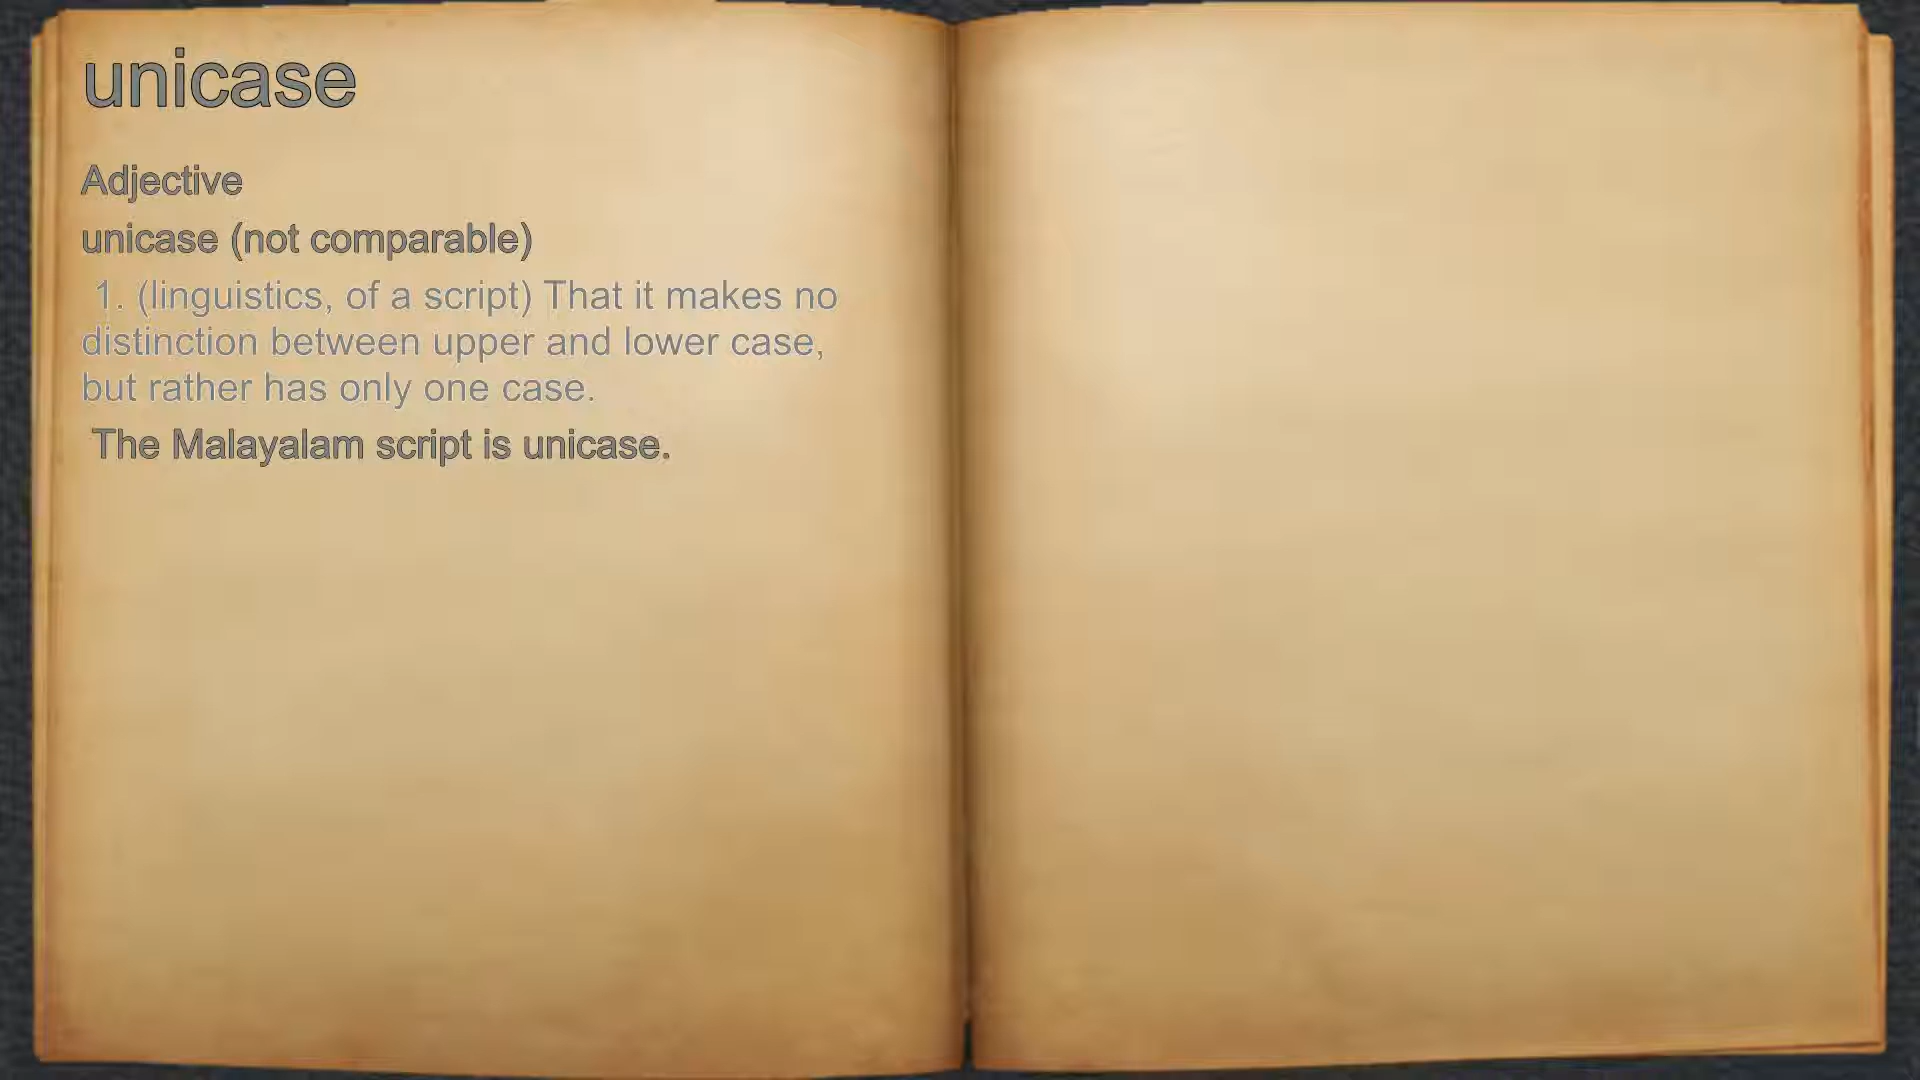 unicase
Adjective
unicase (not comparable)
1. (linguistics, of a script) That it makes no
distinction between upper and lower case,
but rather has only one case.
The Malayalam script is unicase.